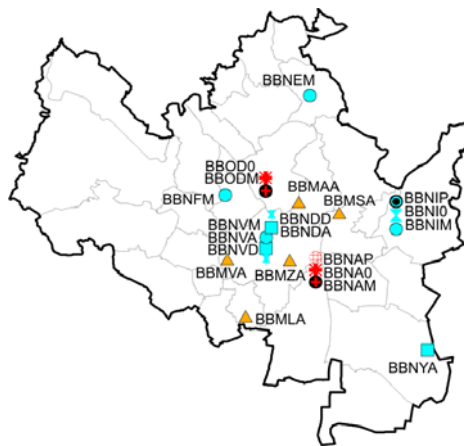 BBNEM
BBOD0
BBODM
BBNFM
BBMAA
BBMSA
BBNIP
BBNI0
BBNIM
BBNVM
BBNVA
BBNVD
BBNDD
BBNDA
BBMVA
BBMZA
BBNAP
BBNA0
BBNAM
BBMLA
BBNYA